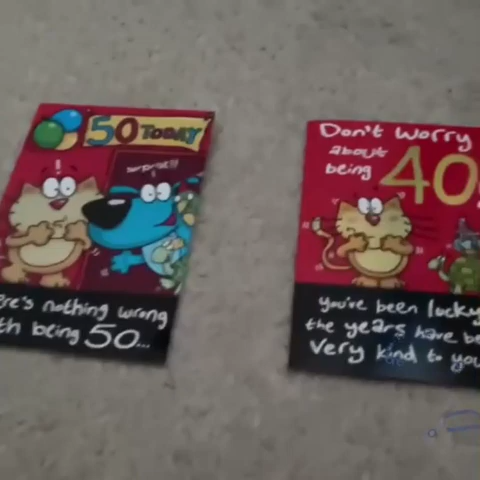 50 TODAY
!
ere's nothing wrong
th being 50...
Don't worry
about
being 40
you've been lucky
the years have be
very kind to you